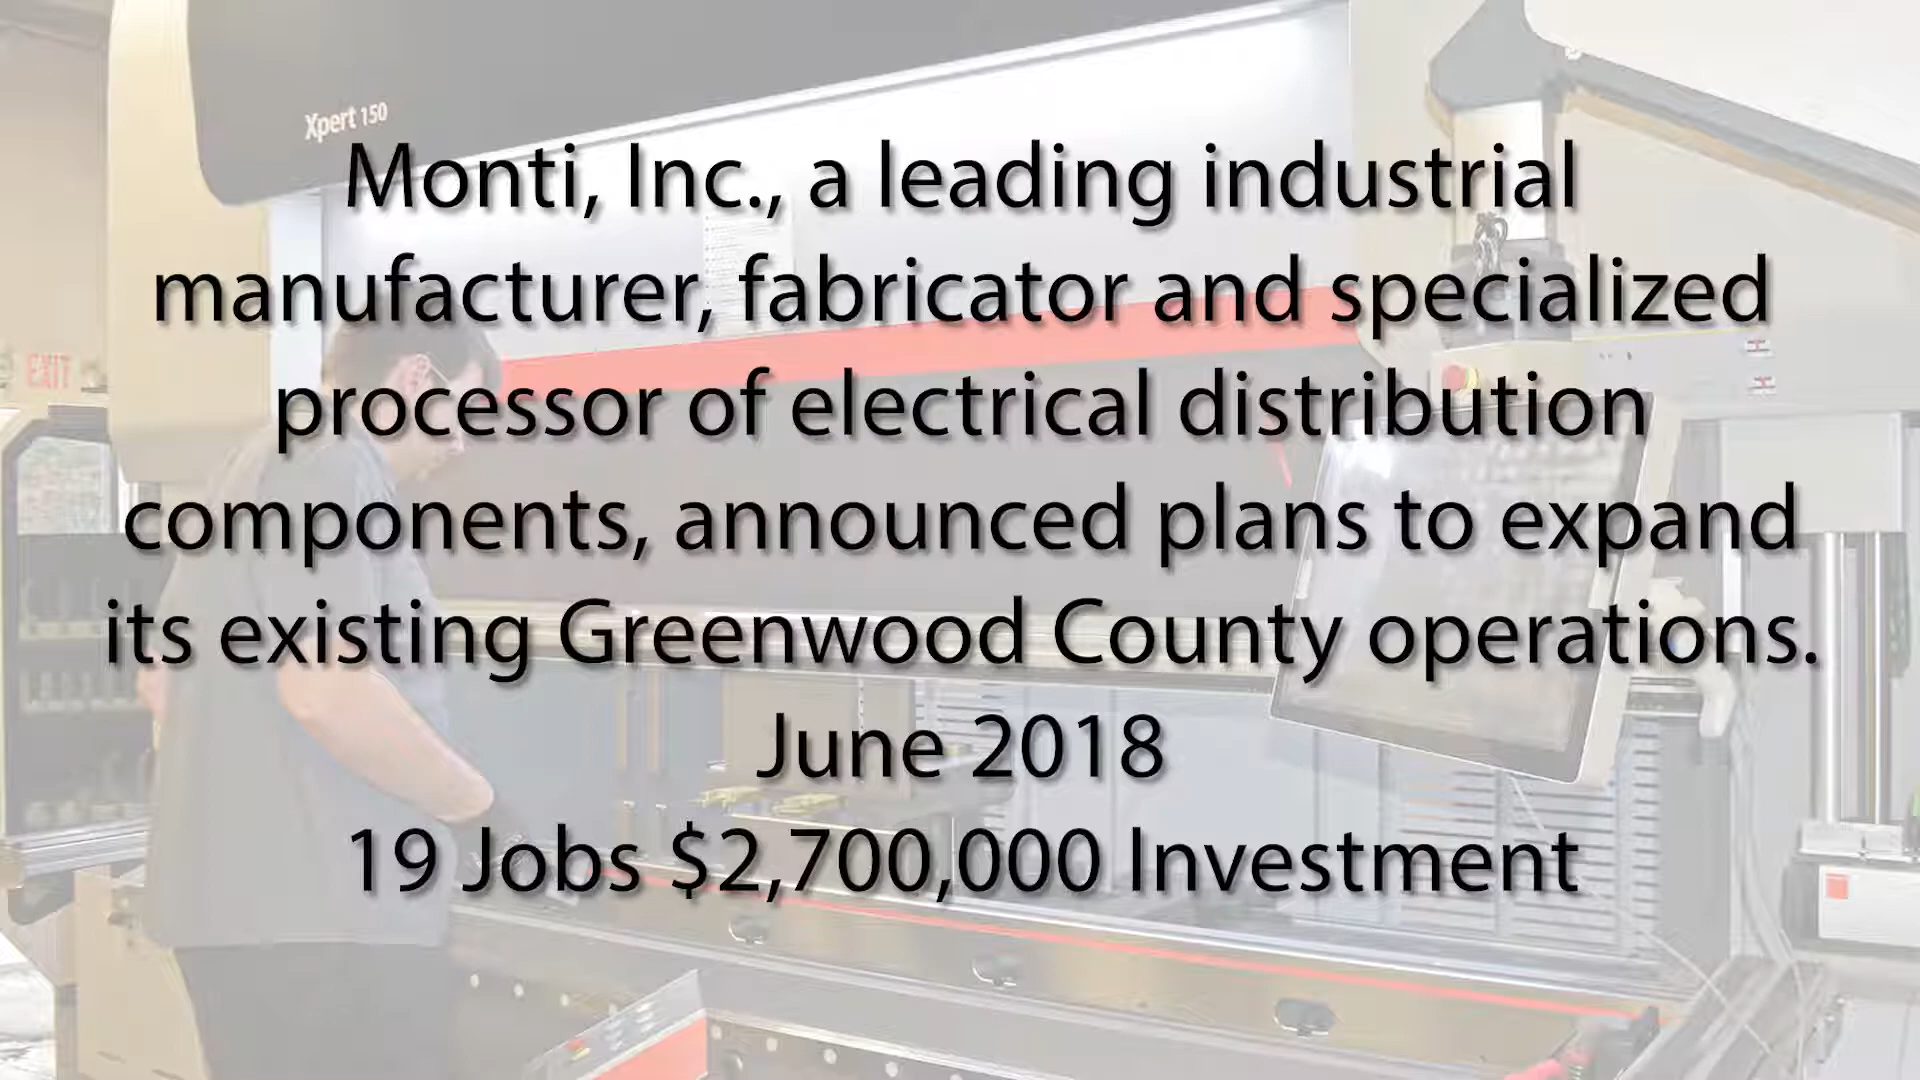 Xpert 150
Monti, Inc., a leading industrial
manufacturer, fabricator and specialized
processor of electrical distribution
EXIT
components, announced plans to expand
its existing Greenwood County operations.
June 2018
19 Jobs $2,700,000 Investment